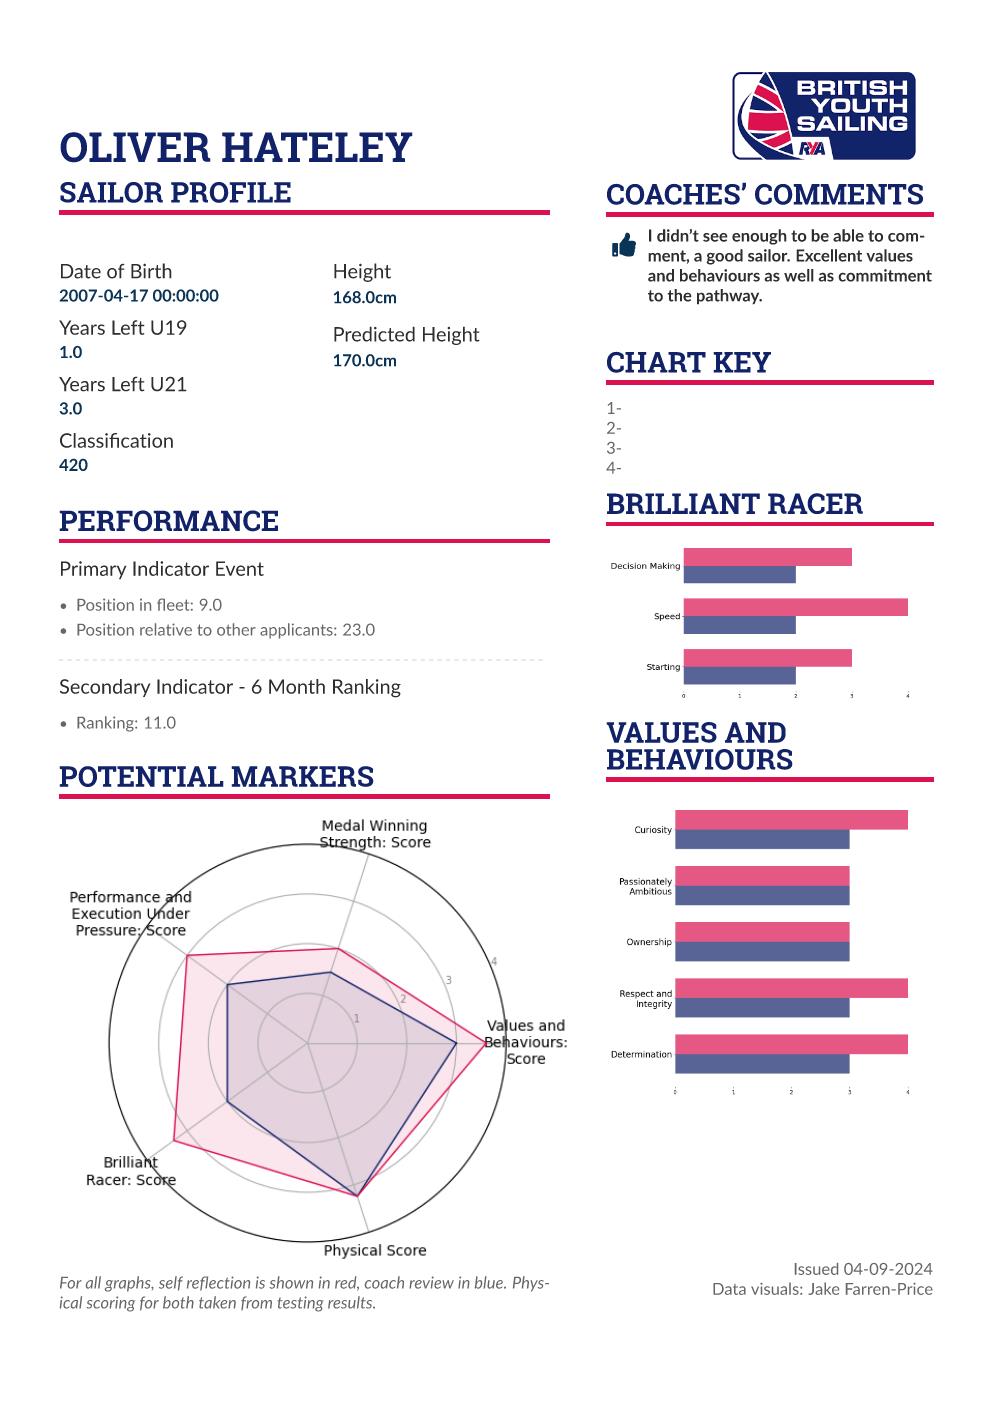 OLIVER HATELEY
SAILOR PROFILE
Date of Birth
2007-04-17 00:00:00
Years Left U19
1.0
Years Left U21
3.0
Classification
420
Height
168.0cm
Predicted Height
170.0cm
PERFORMANCE
Primary Indicator Event
• Position in fleet: 9.0
• Position relative to other applicants: 23.0
Secondary Indicator - 6 Month Ranking
• Ranking: 11.0
POTENTIAL MARKERS
Medal Winning
Strength: Score
Performance and
Execution Under
Pressure: Score
4
3
2
1
Values and
Behaviours:
Score
Brilliant
Racer: Score
Physical Score
For all graphs, self reflection is shown in red, coach review in blue. Phys-
ical scoring for both taken from testing results.
BRITISH
YOUTH
SAILING
RYA
COACHES' COMMENTS
I didn't see enough to be able to com-
ment, a good sailor. Excellent values
and behaviours as well as commitment
to the pathway.
CHART KEY
1-
2-
3-
4-
BRILLIANT RACER
Decision Making
Speed
Starting
0 1 2 3 4
VALUES AND
BEHAVIOURS
Curiosity
Passionately
Ambitious
Ownership
Respect and
Integrity
Determination
0 1 2 3 4
Issued 04-09-2024
Data visuals: Jake Farren-Price